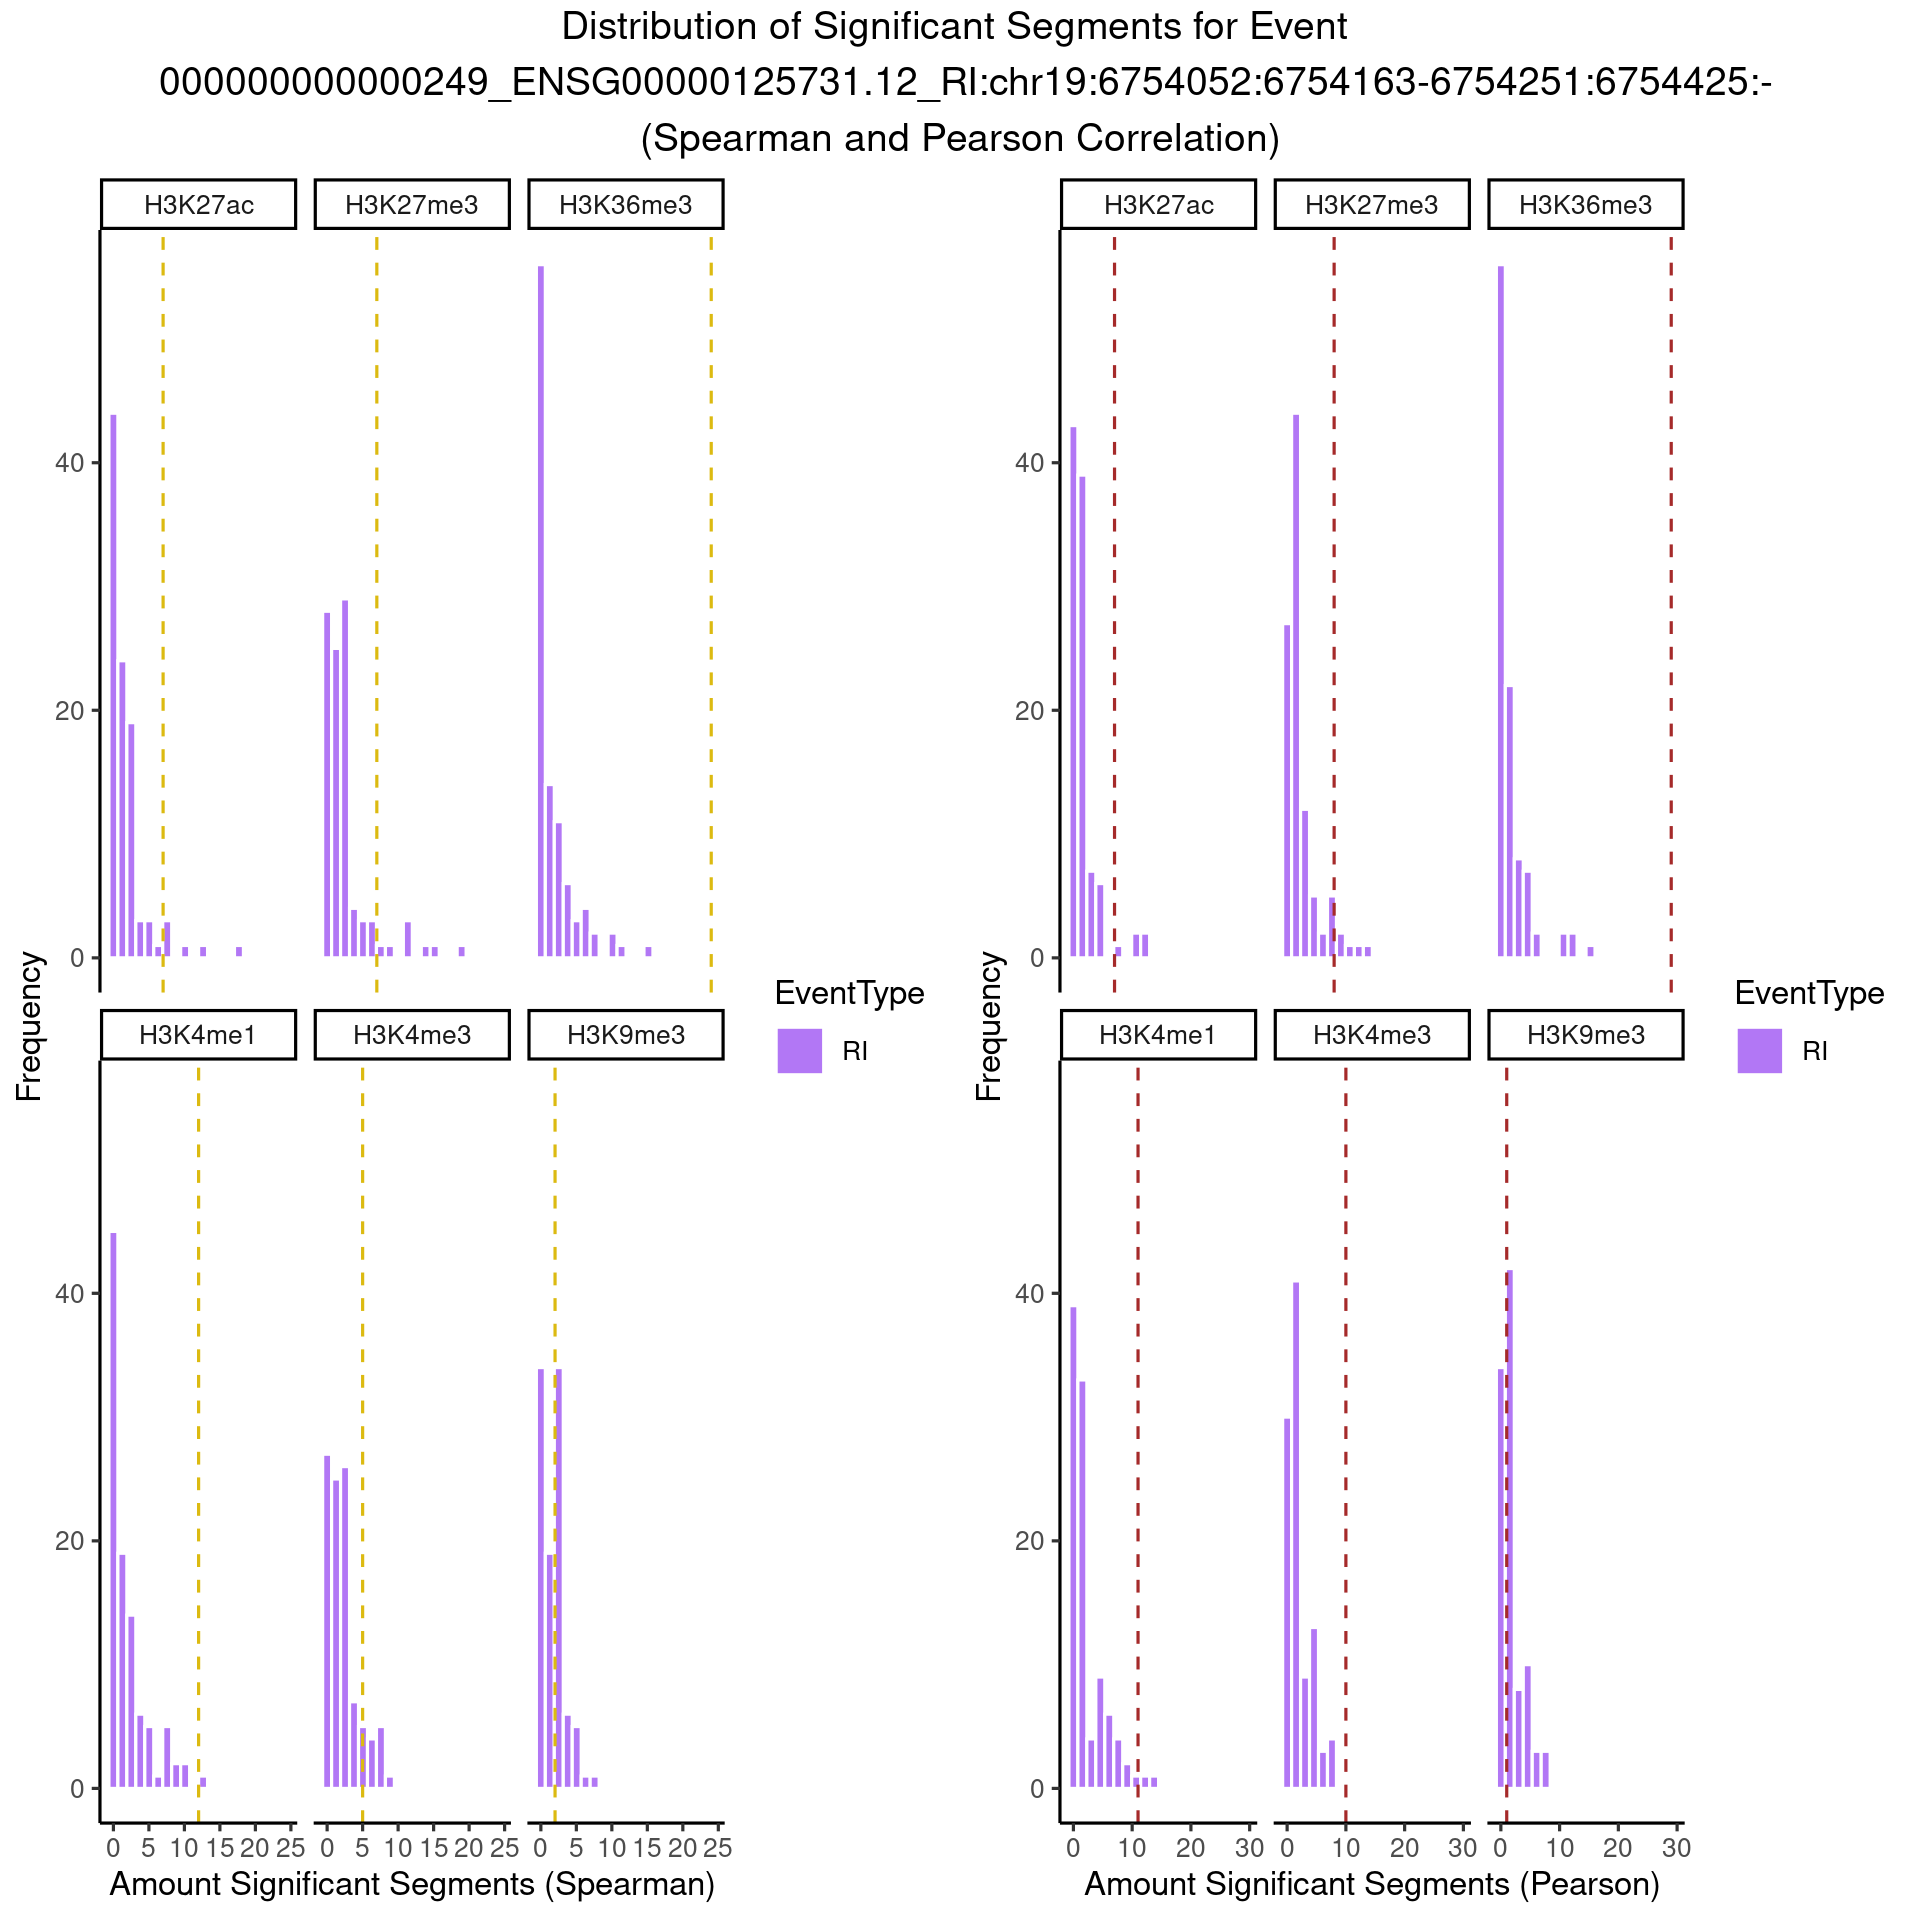 Distribution of Significant Segments for Event
000000000000249_ENSG00000125731.12_RI:chr19:6754052:6754163-6754251:6754425:-
(Spearman and Pearson Correlation)
H3K27ac H3K27me3 H3K36me3
40
20
0
H3K4me1 H3K4me3 H3K9me3
40
20
0
0 5 10 15 20 25 0 5 10 15 20 25 0 5 10 15 20 25
Amount Significant Segments (Spearman)
Frequency
EventType
RI
H3K27ac H3K27me3 H3K36me3
40
20
0
H3K4me1 H3K4me3 H3K9me3
40
20
0
0 10 20 30 0 10 20 30 0 10 20 30
Amount Significant Segments (Pearson)
Frequency
EventType
RI